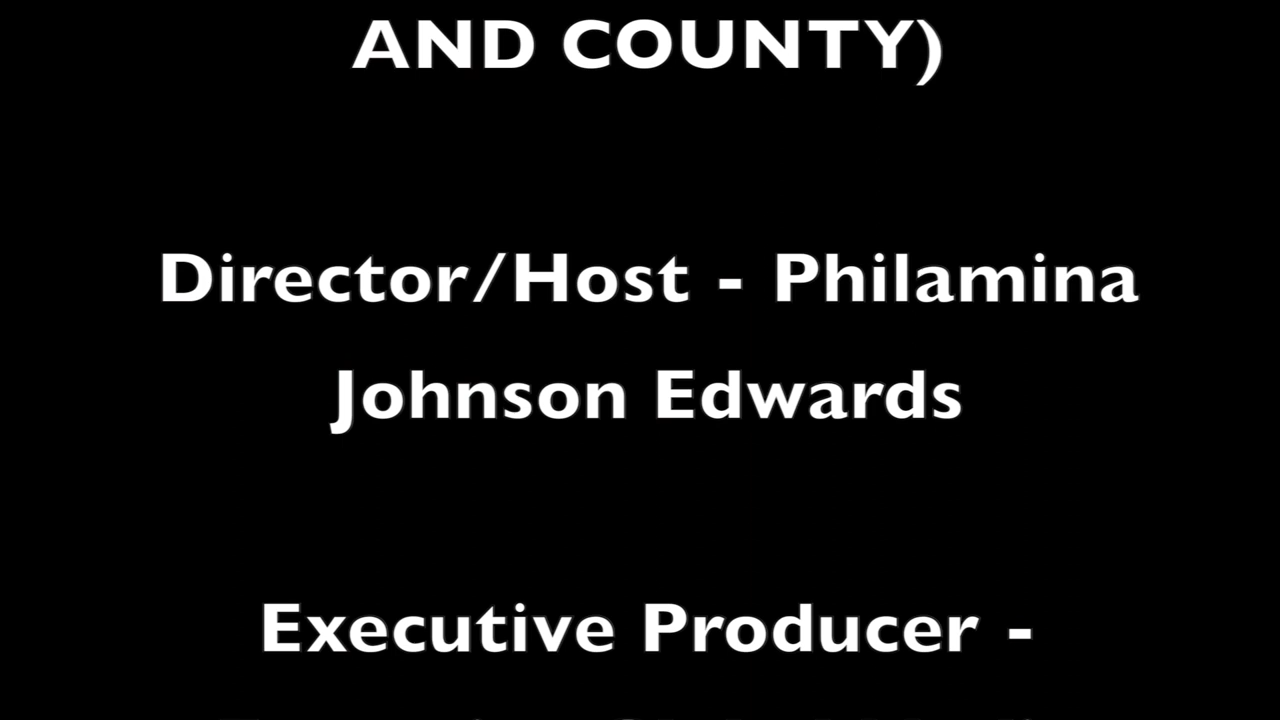 AND COUNTY)
Director/Host - Philamina
Johnson Edwards
Executive Producer -